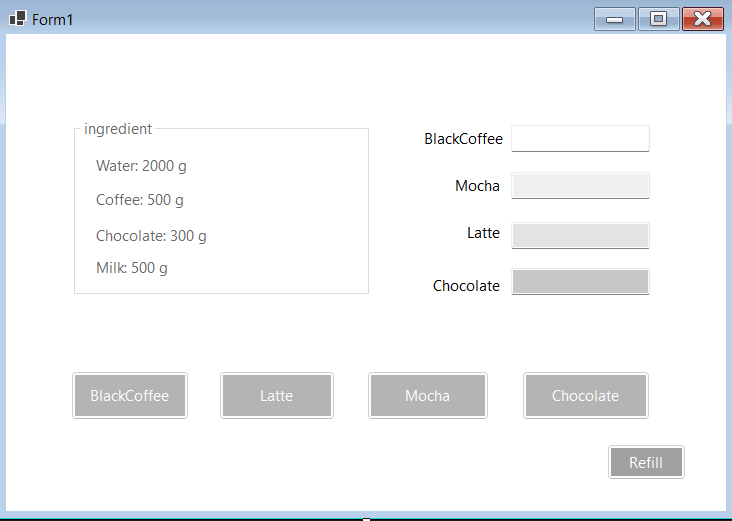 Form1
ingredient
Water: 2000 g
Coffee: 500 g
Chocolate: 300 g
Milk: 500 g
BlackCoffee
Mocha
Latte
Chocolate
BlackCoffee
Latte
Mocha
Chocolate
Refill